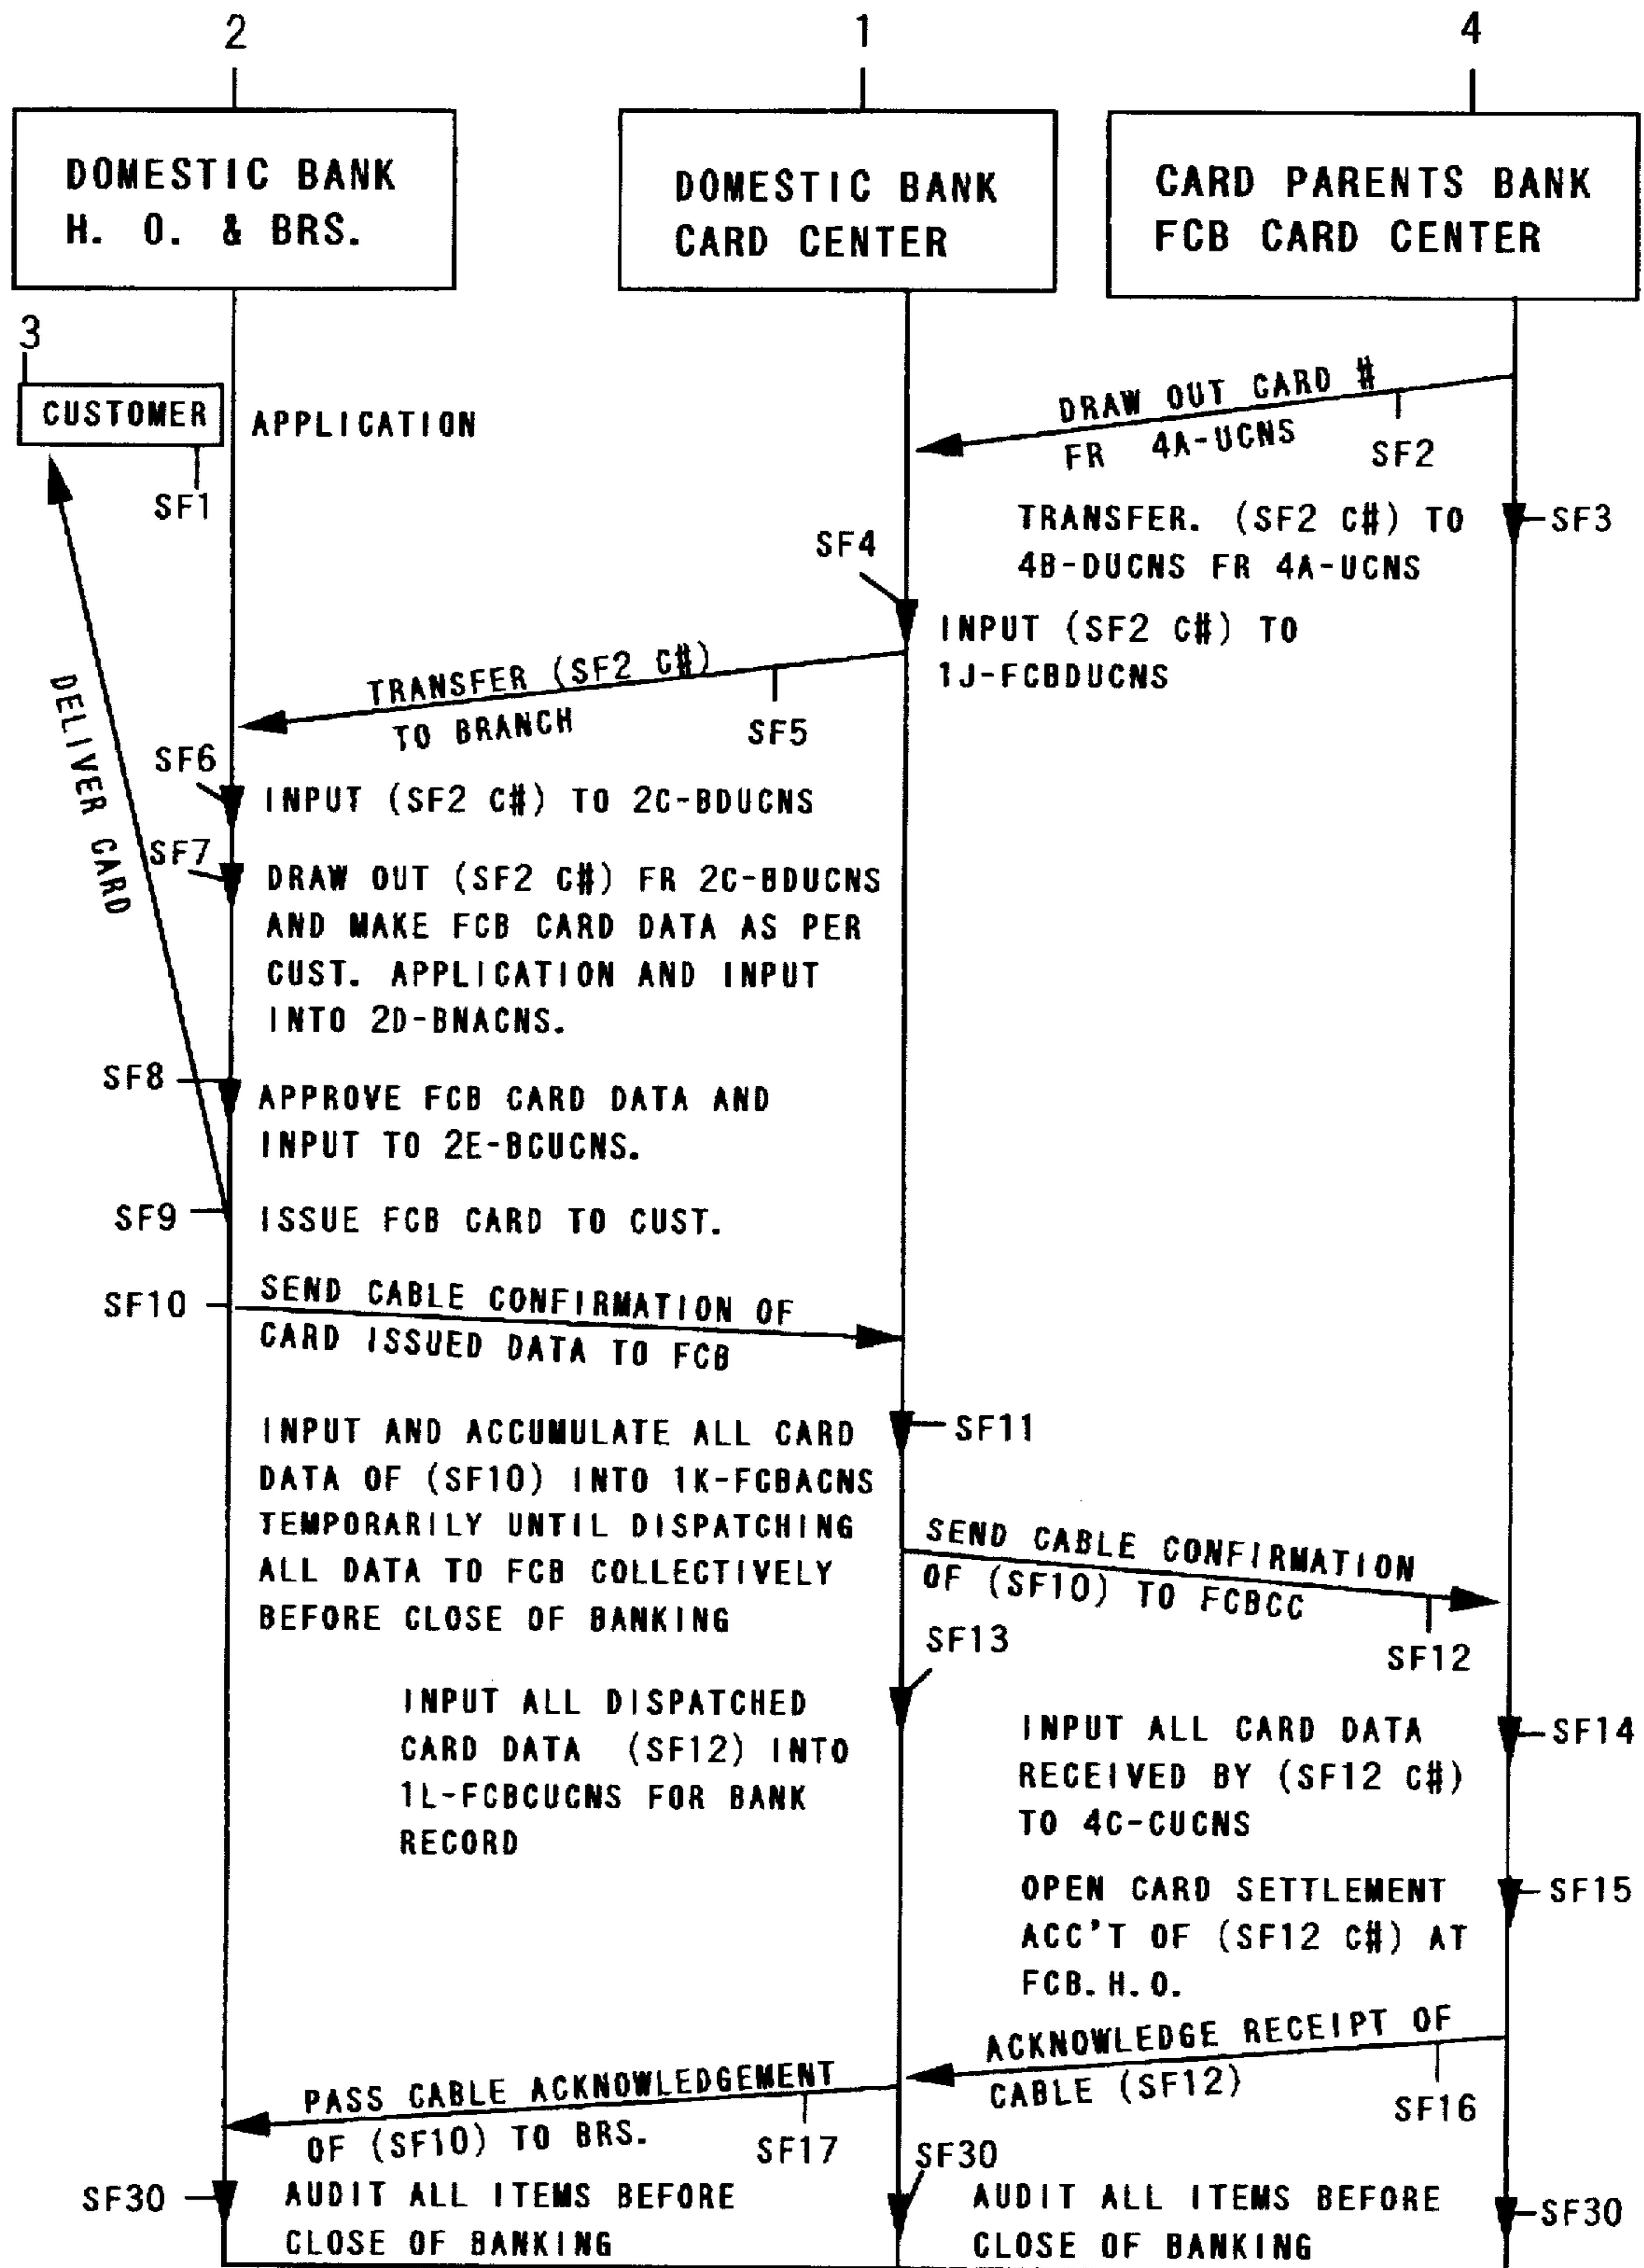 2
1
4
DOMESTIC BANK
H. O. & BRS.
DOMESTIC BANK
CARD CENTER
CARD PARENTS BANK
FCB CARD CENTER
3
CUSTOMER
APPLICATION
SF1
DRAW OUT CARD #
FR 4A-UCNS
SF2
TRANSFER. (SF2 C#) TO
4B-DUCNS FR 4A-UCNS
SF3
SF4
INPUT (SF2 C#) TO
1J-FCBDUCNS
TRANSFER (SF2 C#)
TO BRANCH
SF5
DELIVER CARD
SF6
INPUT (SF2 C#) TO 2C-BDUCNS
SF7
DRAW OUT (SF2 C#) FR 2C-BDUCNS
AND MAKE FCB CARD DATA AS PER
CUST. APPLICATION AND INPUT
INTO 2D-BNACNS.
SF8
APPROVE FCB CARD DATA AND
INPUT TO 2E-BCUCNS.
SF9
ISSUE FCB CARD TO CUST.
SF10
SEND CABLE CONFIRMATION OF
CARD ISSUED DATA TO FCB
SF11
INPUT AND ACCUMULATE ALL CARD
DATA OF (SF10) INTO 1K-FCBACNS
TEMPORARILY UNTIL DISPATCHING
ALL DATA TO FCB COLLECTIVELY
BEFORE CLOSE OF BANKING
SEND CABLE CONFIRMATION
OF (SF10) TO FCBCC
SF12
SF13
INPUT ALL DISPATCHED
CARD DATA (SF12) INTO
1L-FCBCUCNS FOR BANK
RECORD
INPUT ALL CARD DATA
RECEIVED BY (SF12 C#)
TO 4C-CUCNS
SF14
OPEN CARD SETTLEMENT
ACC'T OF (SF12 C#) AT
FCB. H. O.
SF15
ACKNOWLEDGE RECEIPT OF
CABLE (SF12)
SF16
PASS CABLE ACKNOWLEDGEMENT
OF (SF10) TO BRS.
SF17
SF30
SF30
AUDIT ALL ITEMS BEFORE
CLOSE OF BANKING
AUDIT ALL ITEMS BEFORE
CLOSE OF BANKING
SF30